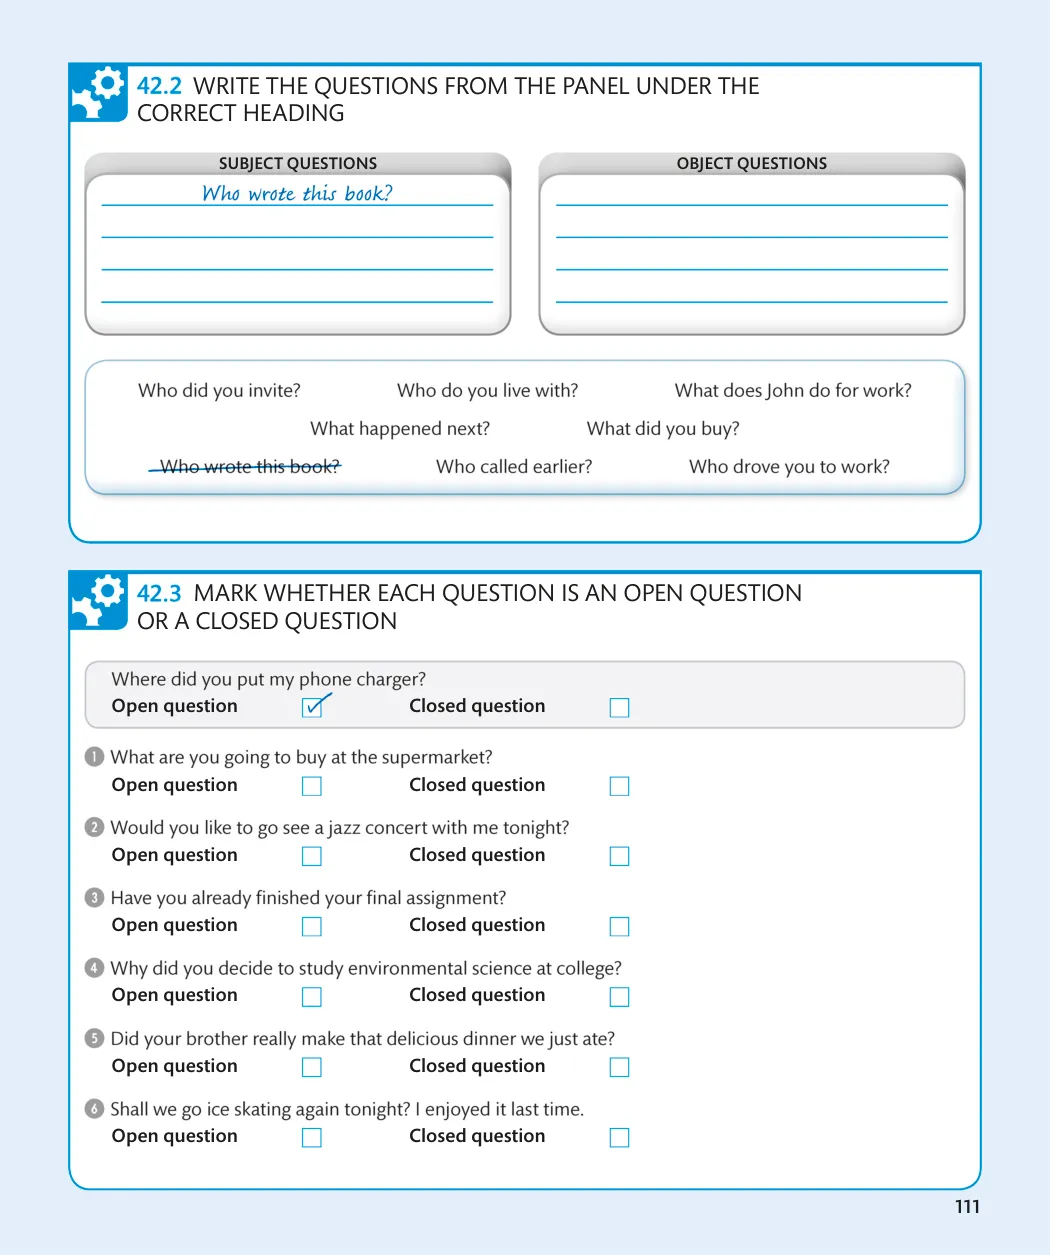 42.2 WRITE THE QUESTIONS FROM THE PANEL UNDER THE
CORRECT HEADING
SUBJECT QUESTIONS
Who wrote this book?
OBJECT QUESTIONS
Who did you invite? Who do you live with? What does John do for work?
What happened next? What did you buy?
Who wrote this book? Who called earlier? Who drove you to work?
42.3 MARK WHETHER EACH QUESTION IS AN OPEN QUESTION
OR A CLOSED QUESTION
Where did you put my phone charger?
Open question Closed question
1 What are you going to buy at the supermarket?
Open question Closed question
2 Would you like to go see a jazz concert with me tonight?
Open question Closed question
3 Have you already finished your final assignment?
Open question Closed question
4 Why did you decide to study environmental science at college?
Open question Closed question
5 Did your brother really make that delicious dinner we just ate?
Open question Closed question
6 Shall we go ice skating again tonight? I enjoyed it last time.
Open question Closed question
111